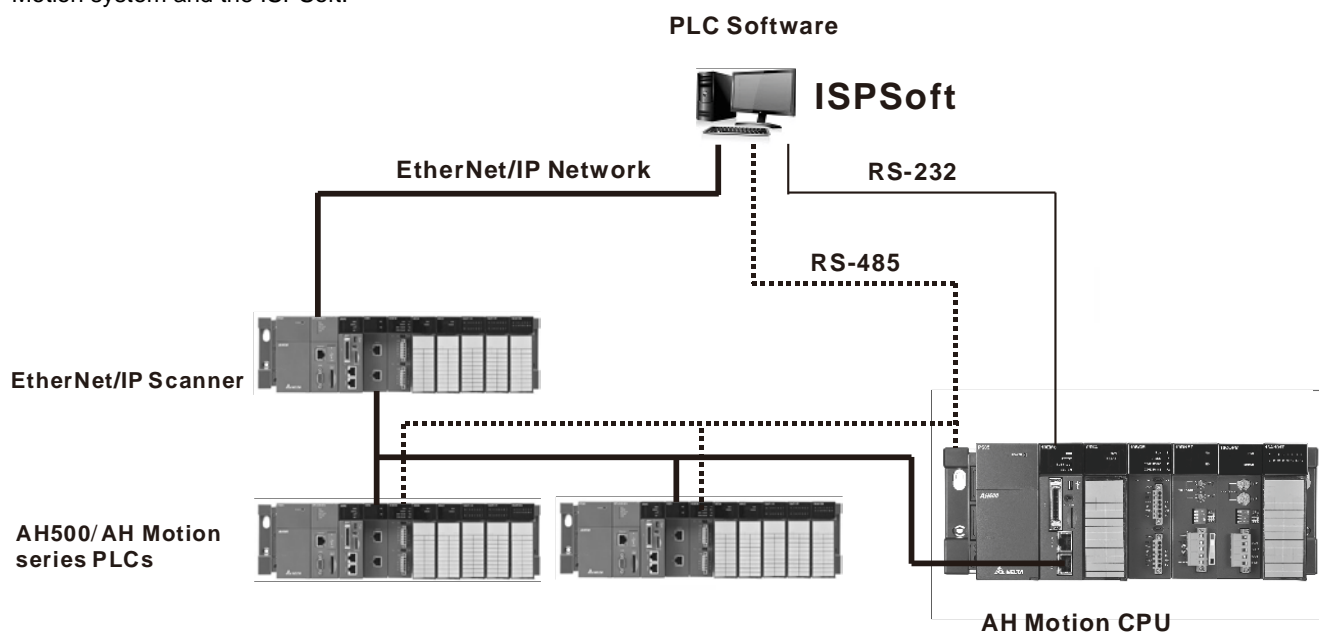 Motion system and the ISPSoft.
PLC Software
ISPSoft
EtherNet/IP Network
RS-232
RS-485
EtherNet/IP Scanner
AH500/AH Motion
series PLCs
AH500
AH Motion CPU